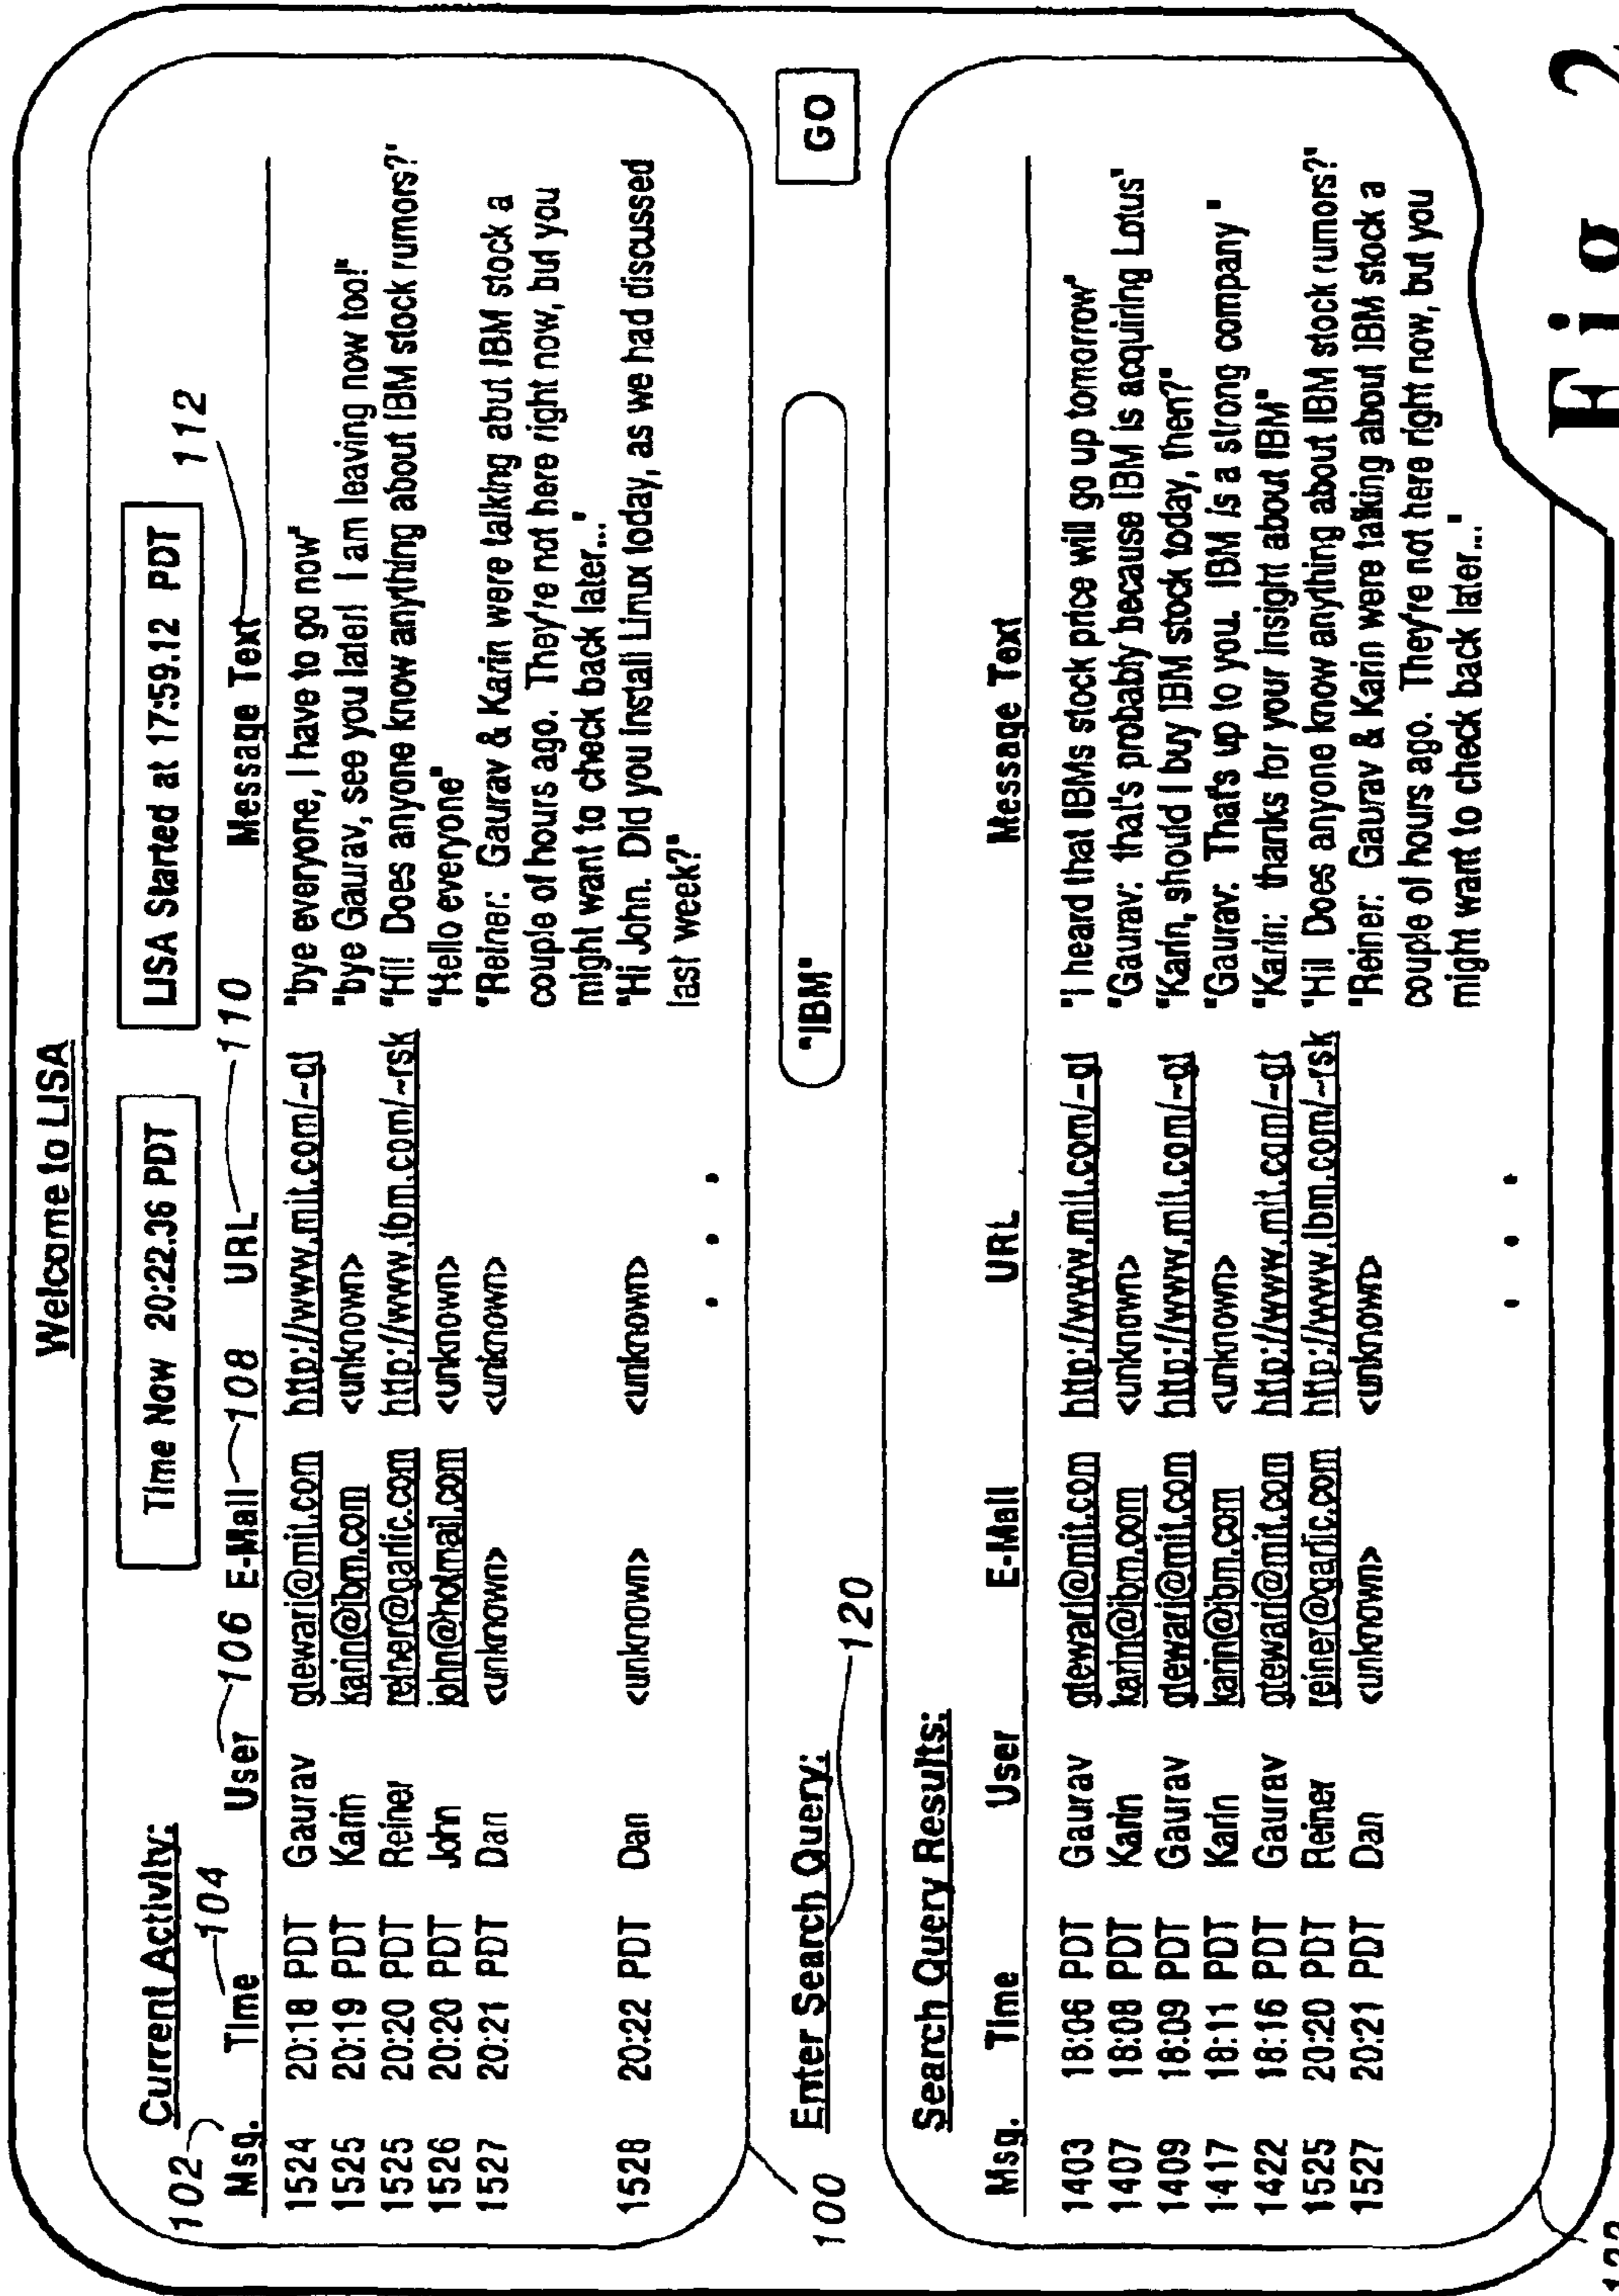 Welcome to LISA
Current Activity:
Time Now 20:22.36 PDT
LISA Started at 17:59.12 PDT
102
104
106
108
110
112
Msg. Time User E-Mail URL Message Text
1524 20:18 PDT Gaurav gtewari@mit.com http://www.mit.com/~gt "bye everyone, I have to go now"
1525 20:19 PDT Karin karin@ibm.com <unknown> "bye Gaurav, see you later! I am leaving now too!"
1525 20:20 PDT Reiner reiner@garlic.com http://www.ibm.com/~rsk "Hi! Does anyone know anything about IBM stock rumors?"
1526 20:20 PDT John john@hotmail.com <unknown> "Hello everyone"
1527 20:21 PDT Dan <unknown> <unknown> "Reiner: Gaurav & Karin were talking abut IBM stock a
couple of hours ago. They're not here right now, but you
might want to check back later..."
1528 20:22 PDT Dan <unknown> <unknown> "Hi John. Did you install Linux today, as we had discussed
last week?"
. . .
100
Enter Search Query:
120
"IBM"
GO
Search Query Results:
Msg. Time User E-Mail URL Message Text
1403 18:06 PDT Gaurav gtewari@mit.com http://www.mit.com/~gt "I heard that IBMs stock price will go up tomorrow"
1407 18:08 PDT Karin karin@ibm.com <unknown> "Gaurav: that's probably because IBM is acquiring Lotus"
1409 18:09 PDT Gaurav gtewari@mit.com http://www.mit.com/~gt "Karin, should I buy IBM stock today, then?"
1417 18:11 PDT Karin karin@ibm.com <unknown> "Gaurav. That's up to you. IBM is a strong company "
1422 18:16 PDT Gaurav gtewari@mit.com http://www.mit.com/~gt "Karin: thanks for your insight about IBM"
1525 20:20 PDT Reiner reiner@garlic.com http://www.ibm.com/~rsk "Hi! Does anyone know anything about IBM stock rumors?"
1527 20:21 PDT Dan <unknown> <unknown> "Reiner: Gaurav & Karin were talking about IBM stock a
couple of hours ago. They're not here right now, but you
might want to check back later..."
. . .
Fig. 2